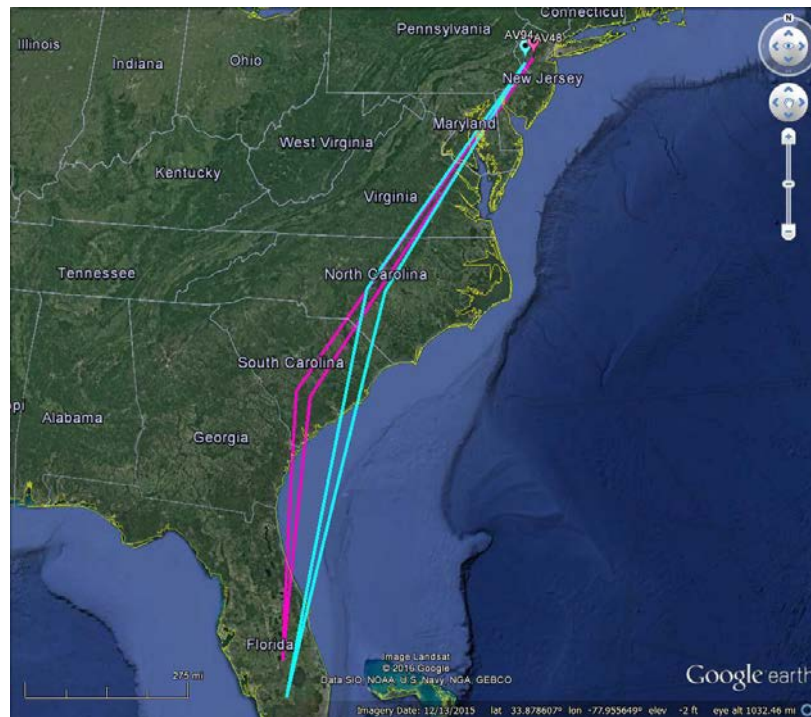 Connecticut
Pennsylvania
Illinois
AV94
AV48
N
Indiana
Ohio
New Jersey
Maryland
West Virginia
Kentucky
Virginia
Tennessee
North Carolina
South Carolina
Alabama
Georgia
Florida
275 mi
Image Landsat
© 2016 Google
Data SIO, NOAA, U.S. Navy, NGA, GEBCO
Google earth
Imagery Date: 12/13/2015 lat 33.878607° lon -77.955649° elev -2 ft eye alt 1032.46 mi